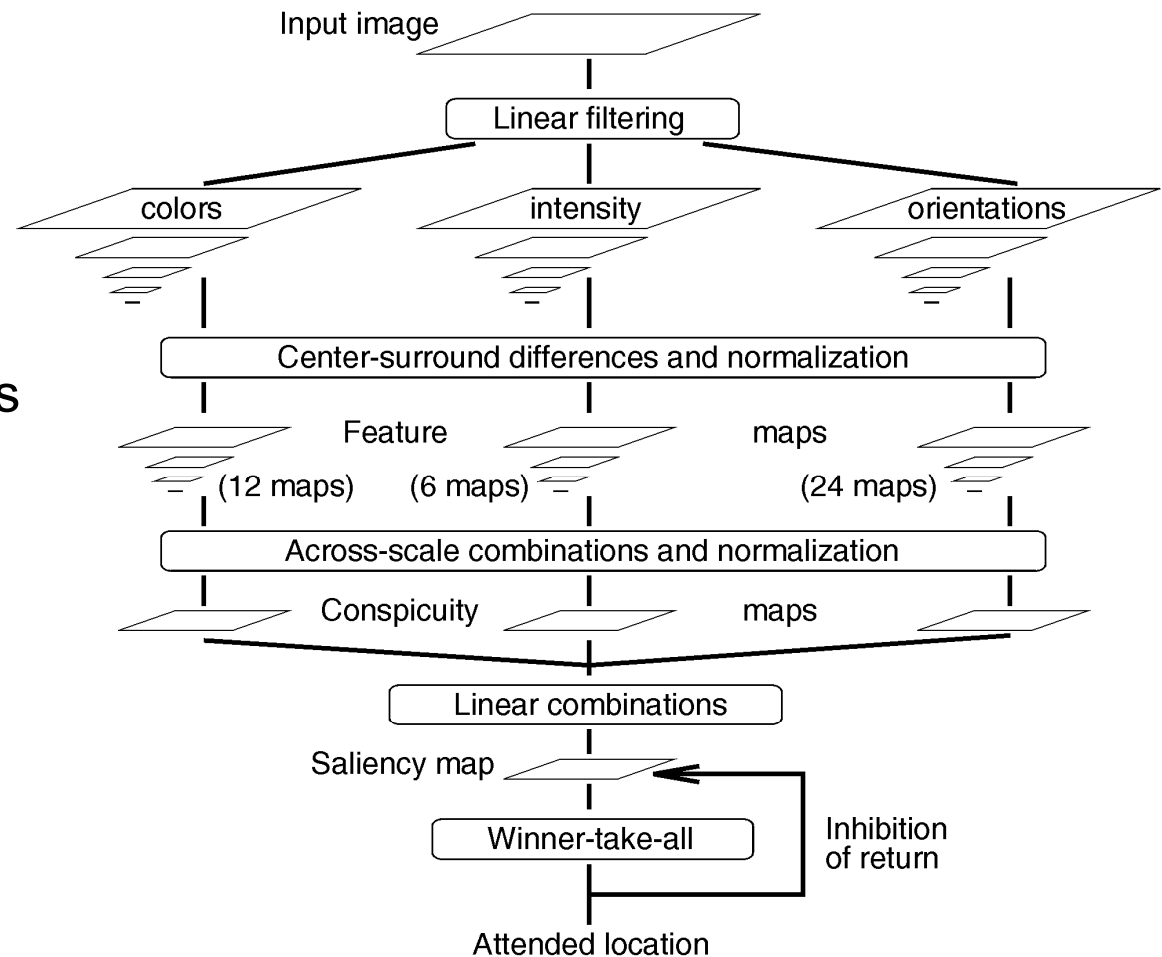 Input image
Linear filtering
colors intensity orientations
Center-surround differences and normalization
s
Feature maps
(12 maps) (6 maps) (24 maps)
Across-scale combinations and normalization
Conspicuity maps
Linear combinations
Saliency map
Winner-take-all
Inhibition
of return
Attended location